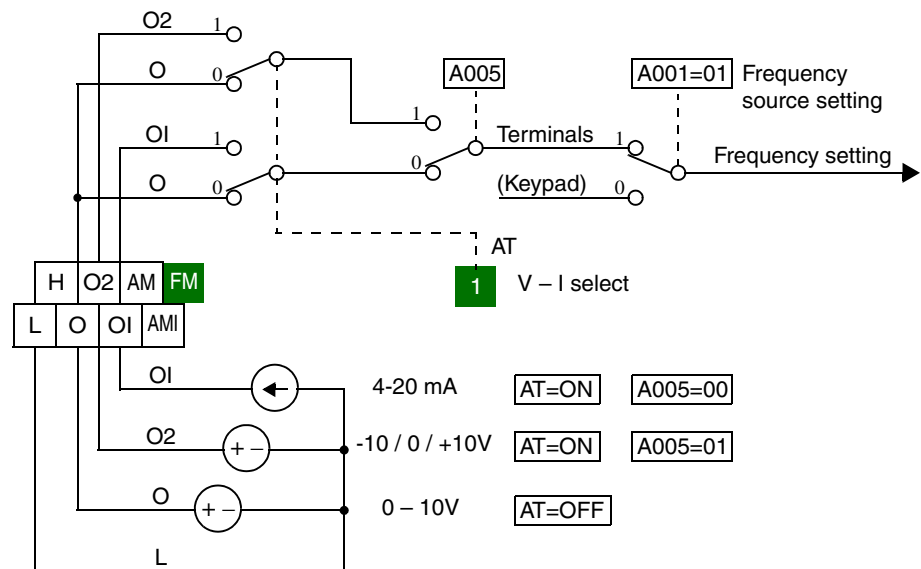 O2 1
O 0
A005
A001=01 Frequency
source setting
1
OI 1
Terminals 1
0
Frequency setting
O 0
(Keypad) 0
AT
H O2 AM FM
1 V – I select
L O OI AMI
OI 4-20 mA AT=ON A005=00
O2 + – -10 / 0 / +10V AT=ON A005=01
O + – 0 – 10V AT=OFF
L